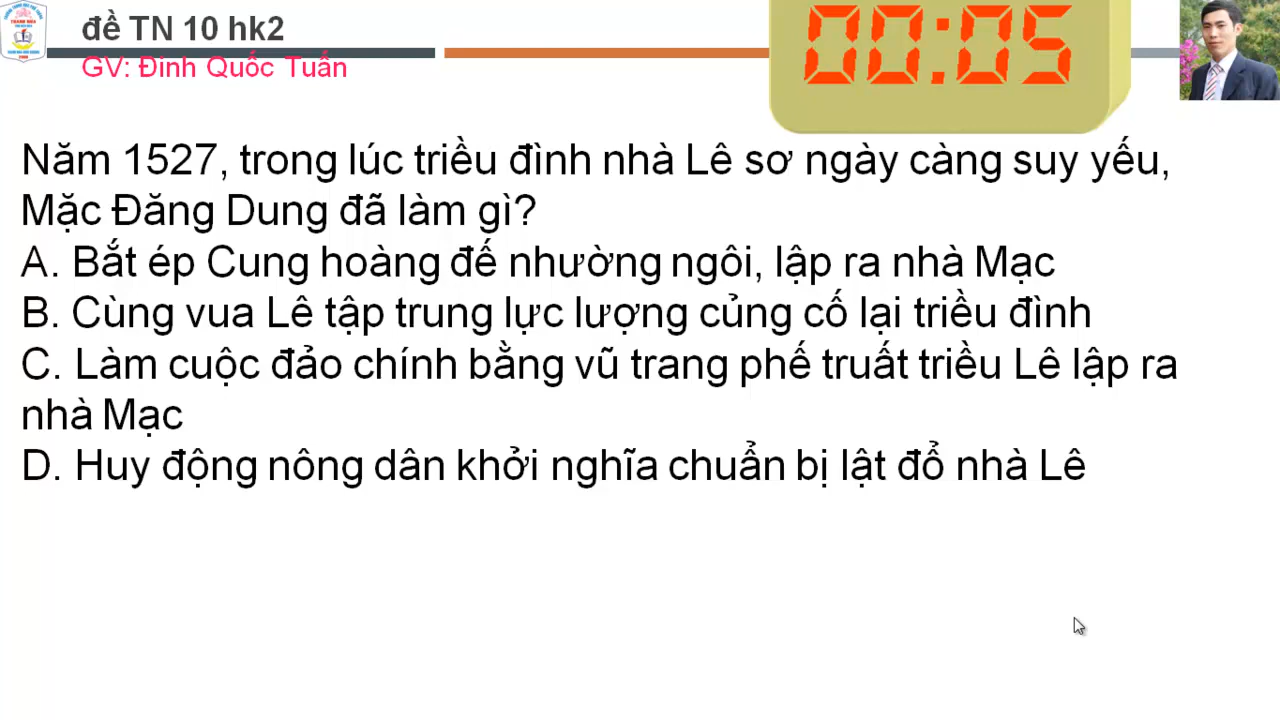 đề TN 10 hk2
GV: Đinh Quốc Tuấn
00:05
Năm 1527, trong lúc triều đình nhà Lê sơ ngày càng suy yếu,
Mặc Đăng Dung đã làm gì?
A. Bắt ép Cung hoàng đế nhường ngôi, lập ra nhà Mạc
B. Cùng vua Lê tập trung lực lượng củng cố lại triều đình
C. Làm cuộc đảo chính bằng vũ trang phế truất triều Lê lập ra
nhà Mạc
D. Huy động nông dân khởi nghĩa chuẩn bị lật đổ nhà Lê